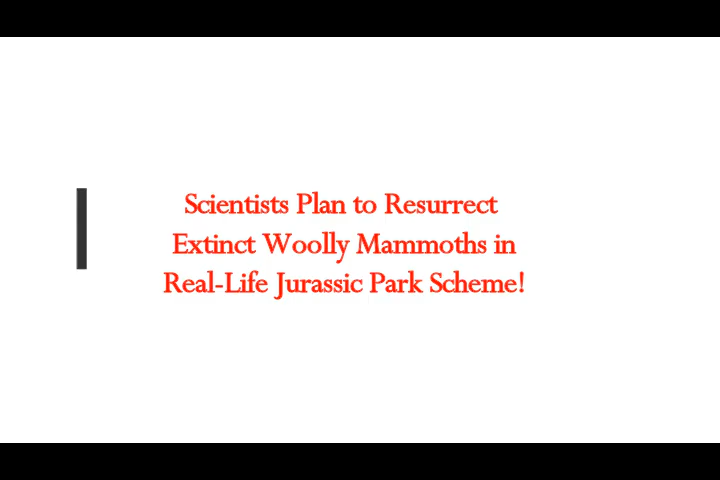 Scientists Plan to Resurrect
Extinct Woolly Mammoths in
Real-Life Jurassic Park Scheme!